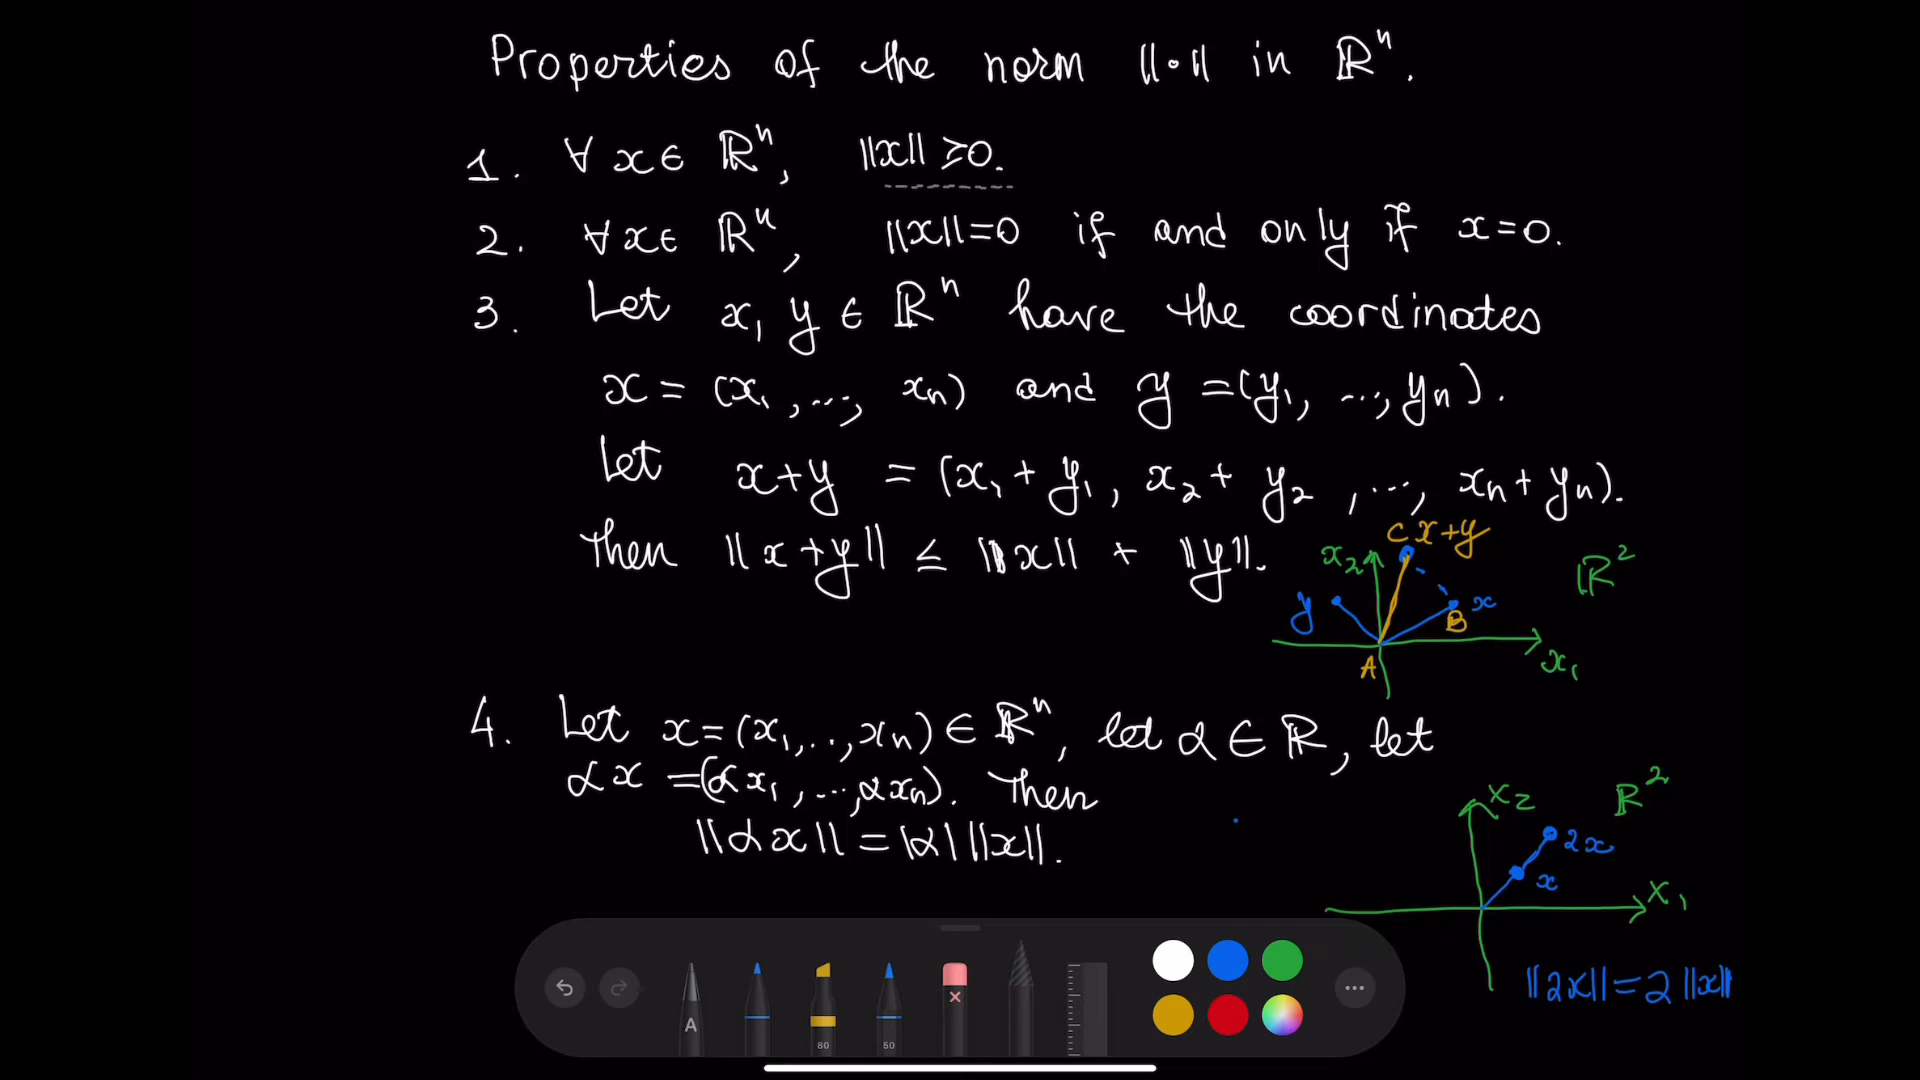 Properties of the norm ||·|| in ℝⁿ.
1. ∀ x ∈ ℝⁿ, ||x|| ≥ 0.
2. ∀ x ∈ ℝⁿ, ||x|| = 0 if and only if x = 0.
3. Let x, y ∈ ℝⁿ have the coordinates
x = (x₁, ..., xₙ) and y = (y₁, ..., yₙ).
Let x+y = (x₁ + y₁, x₂ + y₂, ..., xₙ + yₙ).
Then ||x+y|| ≤ ||x|| + ||y||.
C x+y
x₂
ℝ²
y
x
B
A
x₁
4. Let x = (x₁, .., xₙ) ∈ ℝⁿ, let α ∈ ℝ, let
αx = (αx₁, ..., αxₙ). Then
||αx|| = |α| ||x||.
x₂
ℝ²
2x
x
x₁
||2x|| = 2 ||x||
A
80
50